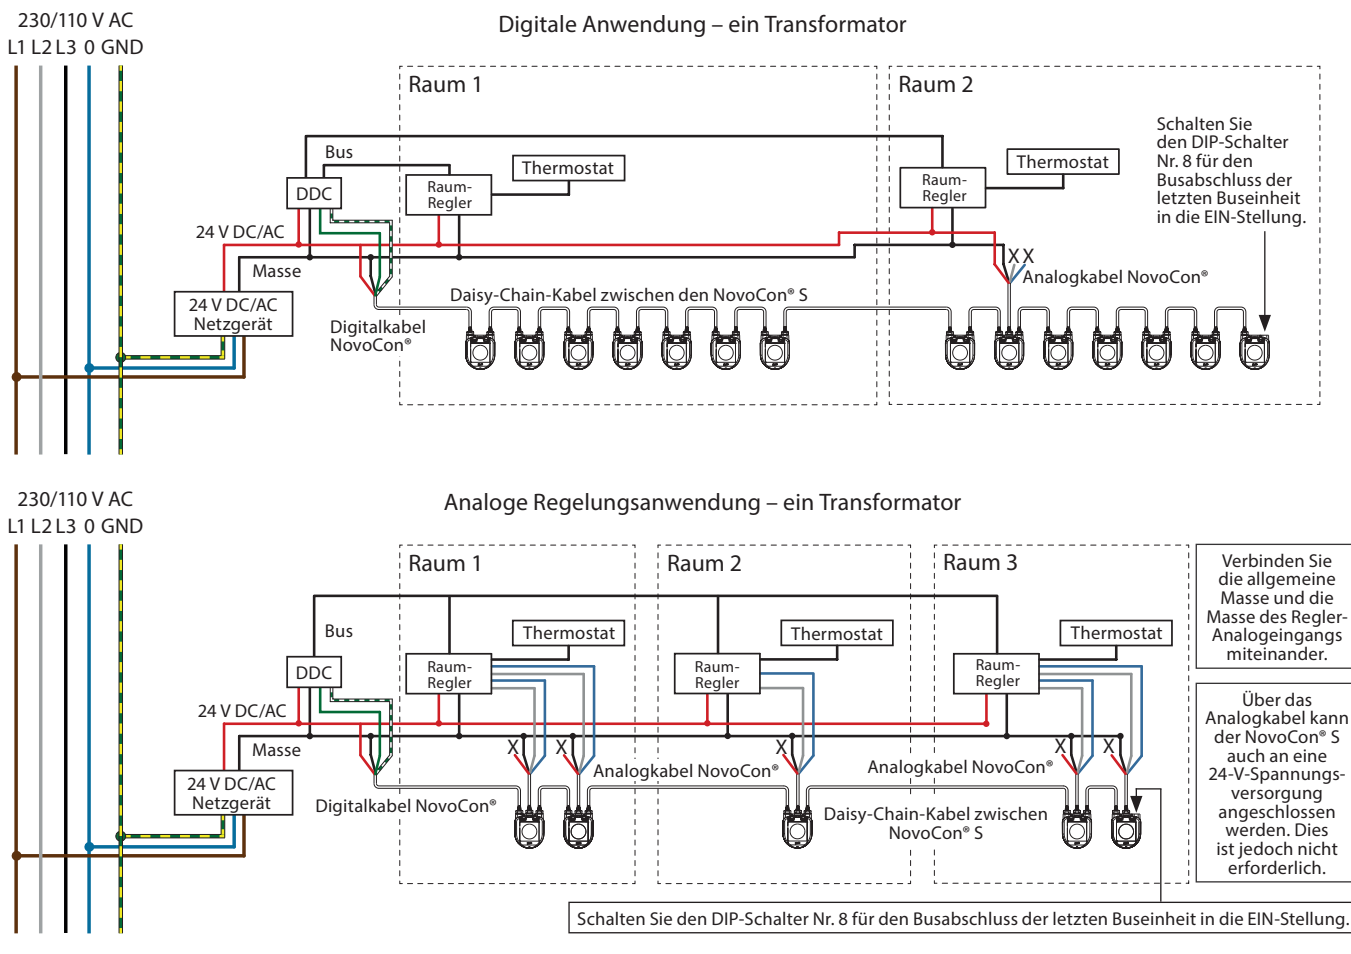 230/110 V AC
L1 L2 L3 0 GND
Digitale Anwendung – ein Transformator
Raum 1
Raum 2
Schalten Sie
den DIP-Schalter
Nr. 8 für den
Busabschluss der
letzten Buseinheit
in die EIN-Stellung.
Bus
Thermostat
Thermostat
DDC
Raum-
Regler
Raum-
Regler
24 V DC/AC
Masse
X X
Analogkabel NovoCon®
24 V DC/AC
Netzgerät
Daisy-Chain-Kabel zwischen den NovoCon® S
Digitalkabel
NovoCon®
230/110 V AC
L1 L2 L3 0 GND
Analoge Regelungsanwendung – ein Transformator
Raum 1
Raum 2
Raum 3
Verbinden Sie
die allgemeine
Masse und die
Masse des Regler-
Analogeingangs
miteinander.
Bus
Thermostat
Thermostat
Thermostat
DDC
Raum-
Regler
Raum-
Regler
Raum-
Regler
Über das
Analogkabel kann
der NovoCon® S
auch an eine
24-V-Spannungs-
versorgung
angeschlossen
werden. Dies
ist jedoch nicht
erforderlich.
24 V DC/AC
Masse
X
X
X
X
X
Analogkabel NovoCon®
Analogkabel NovoCon®
24 V DC/AC
Netzgerät
Digitalkabel NovoCon®
Daisy-Chain-Kabel zwischen
NovoCon® S
Schalten Sie den DIP-Schalter Nr. 8 für den Busabschluss der letzten Buseinheit in die EIN-Stellung.